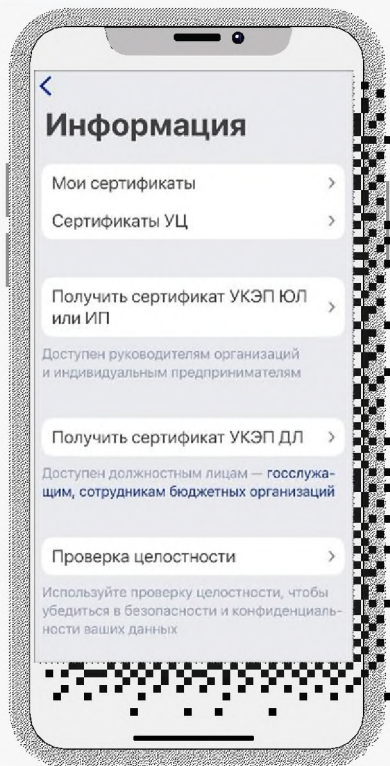 Информация
Мои сертификаты
Сертификаты УЦ
Получить сертификат УКЭП ЮЛ
или ИП
Доступен руководителям организаций
и индивидуальным предпринимателям
Получить сертификат УКЭП ДЛ
Доступен должностным лицам — госслужа-
щим, сотрудникам бюджетных организаций
Проверка целостности
Используйте проверку целостности, чтобы
убедиться в безопасности и конфиденциаль-
ности ваших данных